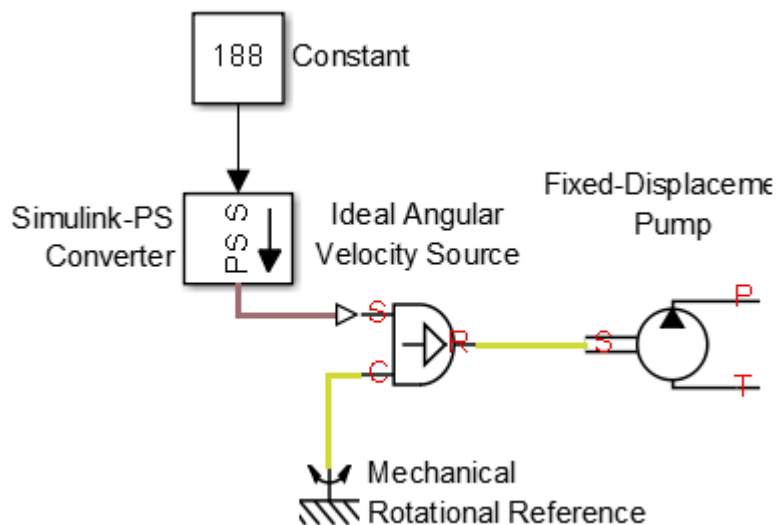 188
Constant
Simulink-PS
Converter
PS S
Ideal Angular
Velocity Source
Fixed-Displaceme
Pump
S
C
R
S
P
T
Mechanical
Rotational Reference